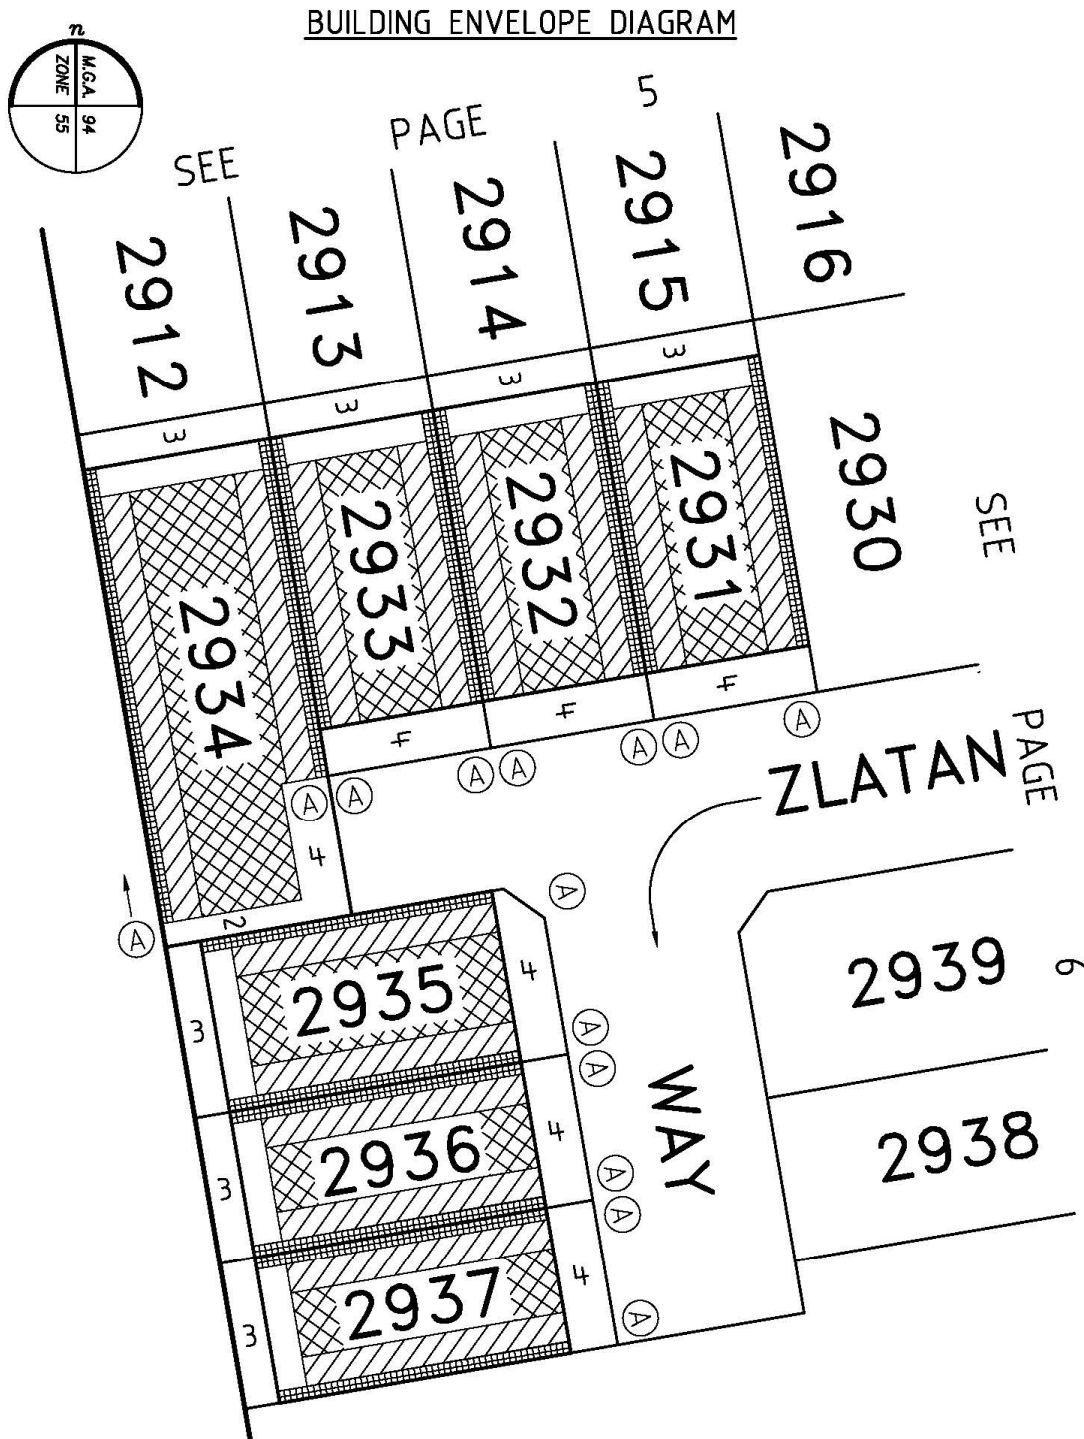 BUILDING ENVELOPE DIAGRAM
n
M.G.A. 94
ZONE 55
SEE PAGE 5
2912
2913
2914
2915
2916
3
3
3
3
3
2934
2933
2932
2931
2930
SEE
PAGE
6
4
4
4
A
A
A
A
A
A
A
4
2
A
ZLATAN
WAY
A
2935
4
3
A
A
2936
4
3
A
A
2937
4
3
A
2939
2938